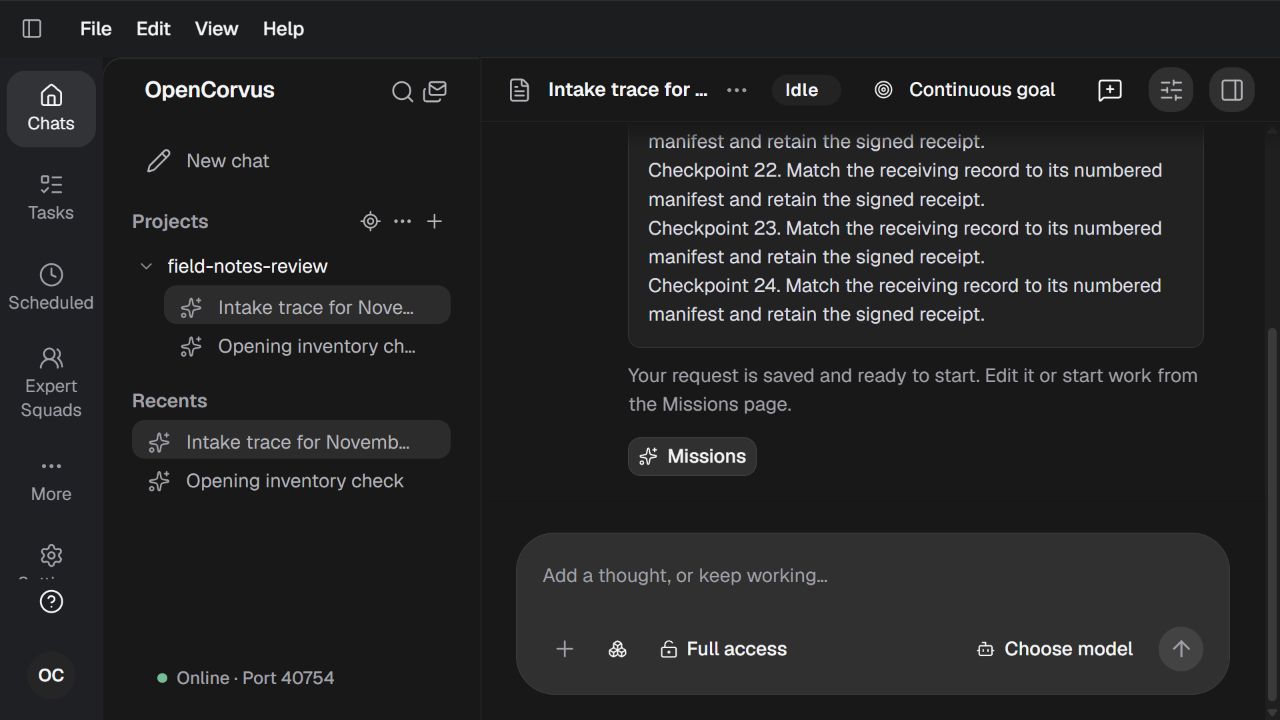 File Edit View Help
Chats
Tasks
Scheduled
Expert
Squads
More
OC
OpenCorvus
New chat
Projects
field-notes-review
Intake trace for Nove...
Opening inventory ch...
Recents
Intake trace for Novemb...
Opening inventory check
Online · Port 40754
Intake trace for ... Idle Continuous goal
manifest and retain the signed receipt.
Checkpoint 22. Match the receiving record to its numbered
manifest and retain the signed receipt.
Checkpoint 23. Match the receiving record to its numbered
manifest and retain the signed receipt.
Checkpoint 24. Match the receiving record to its numbered
manifest and retain the signed receipt.
Your request is saved and ready to start. Edit it or start work from
the Missions page.
Missions
Add a thought, or keep working...
Full access Choose model